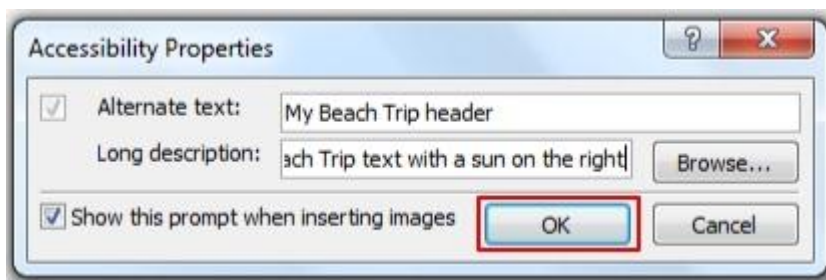 Accessibility Properties
Alternate text: My Beach Trip header
Long description: ach Trip text with a sun on the right Browse...
Show this prompt when inserting images OK Cancel